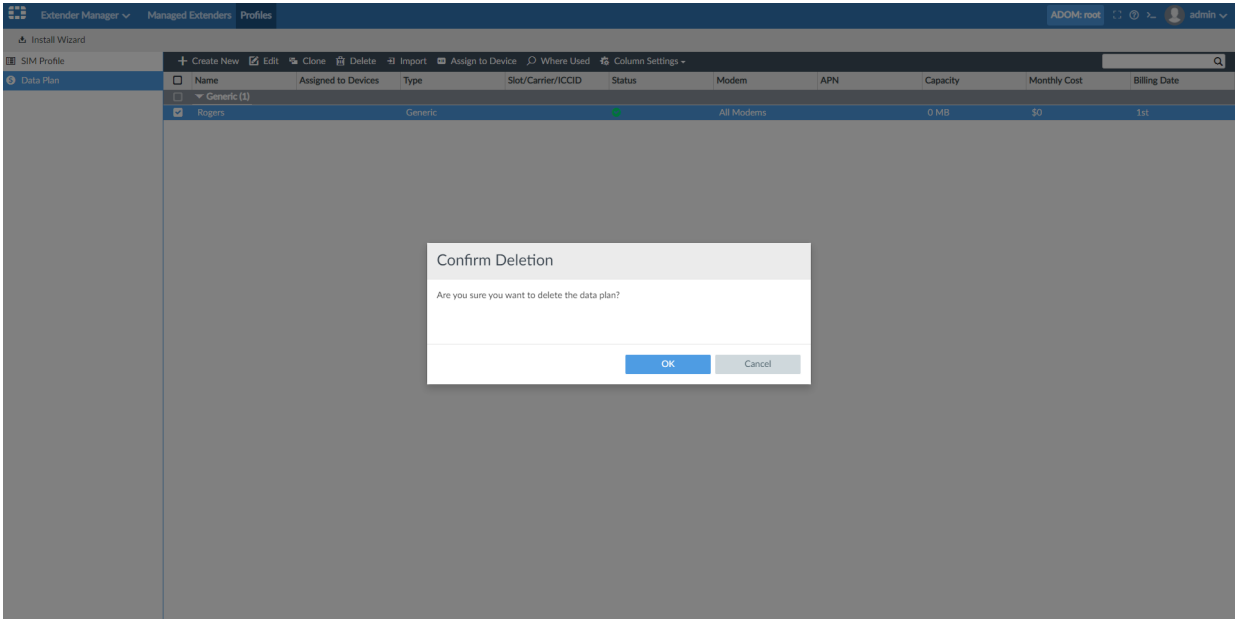 Extender Manager Managed Extenders Profiles ADOM: root admin
Install Wizard
SIM Profile
Data Plan
Create New Edit Clone Delete Import Assign to Device Where Used Column Settings
Name Assigned to Devices Type Slot/Carrier/ICCID Status Modem APN Capacity Monthly Cost Billing Date
Generic (1)
Rogers Generic All Modems 0 MB $0 1st
Confirm Deletion
Are you sure you want to delete the data plan?
OK Cancel